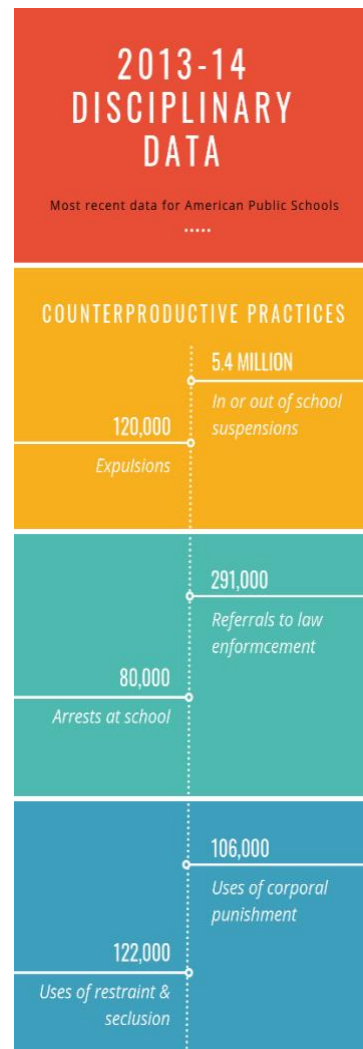 2013-14
DISCIPLINARY
DATA
Most recent data for American Public Schools
COUNTERPRODUCTIVE PRACTICES
5.4 MILLION
In or out of school
suspensions
120,000
Expulsions
291,000
Referrals to law
enformcement
80,000
Arrests at school
106,000
Uses of corporal
punishment
122,000
Uses of restraint &
seclusion